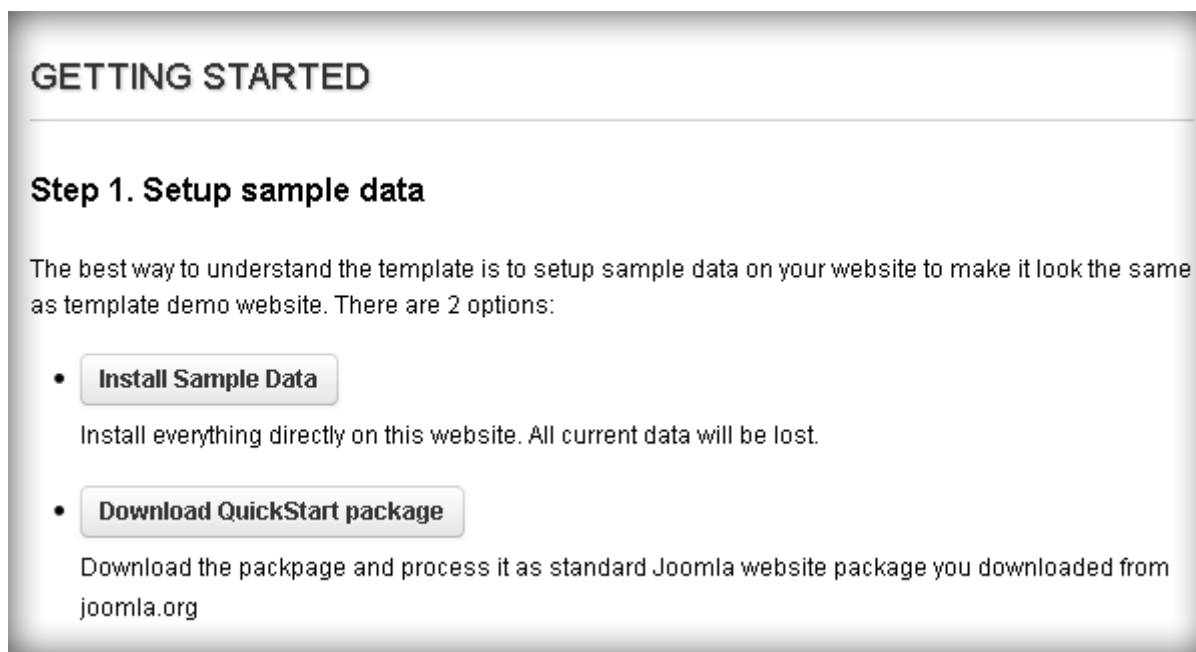 GETTING STARTED
Step 1. Setup sample data
The best way to understand the template is to setup sample data on your website to make it look the same
as template demo website. There are 2 options:
• Install Sample Data
Install everything directly on this website. All current data will be lost.
• Download QuickStart package
Download the packpage and process it as standard Joomla website package you downloaded from
joomla.org